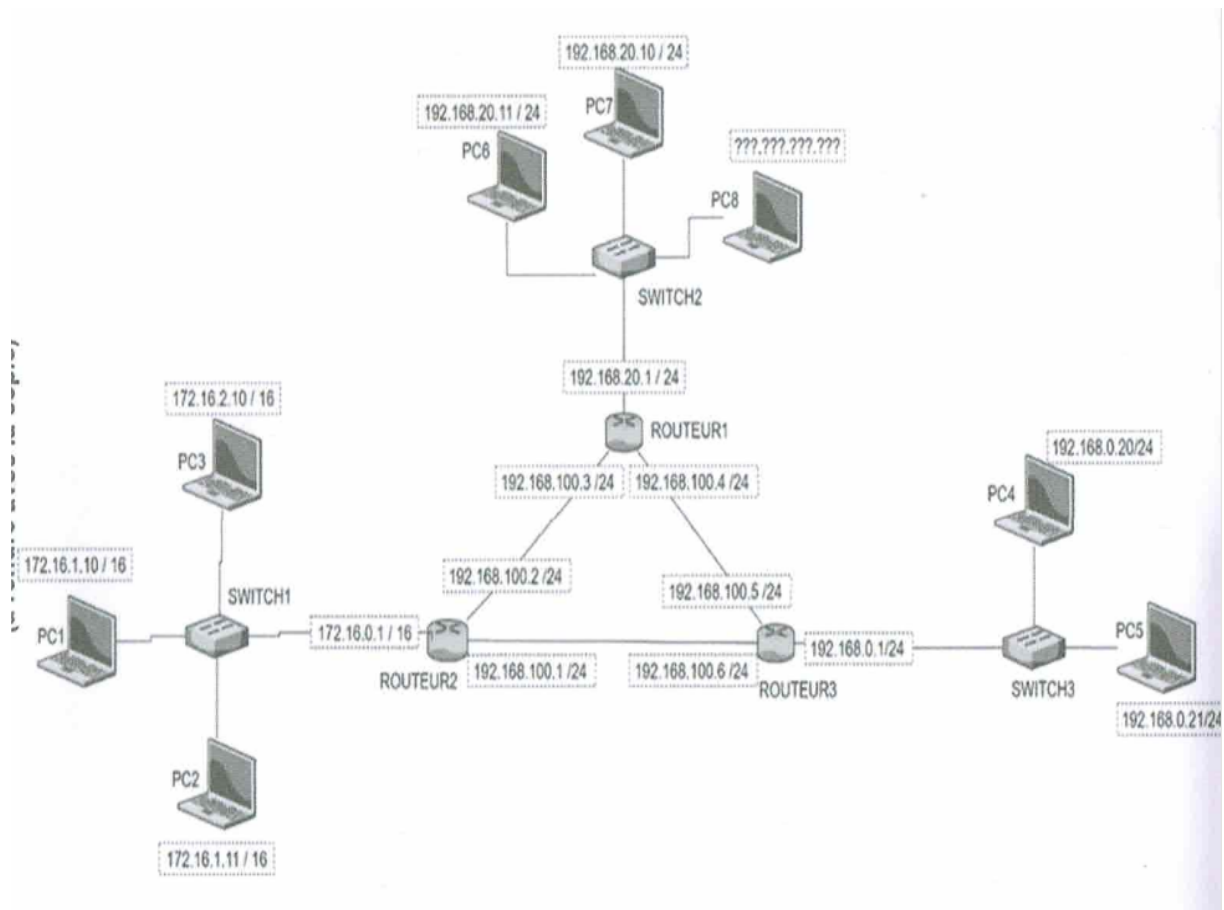 192.168.20.10 / 24
PC7
192.168.20.11 / 24
PC6
???.???.???.???
PC8
SWITCH2
192.168.20.1 / 24
ROUTEUR1
192.168.100.3 /24
192.168.100.4 /24
172.16.2.10 / 16
PC3
192.168.0.20/24
PC4
172.16.1.10 / 16
PC1
SWITCH1
172.16.0.1 / 16
192.168.100.2 /24
192.168.100.5 /24
ROUTEUR2
192.168.100.1 /24
192.168.100.6 /24
ROUTEUR3
192.168.0.1/24
SWITCH3
PC5
192.168.0.21/24
PC2
172.16.1.11 / 16